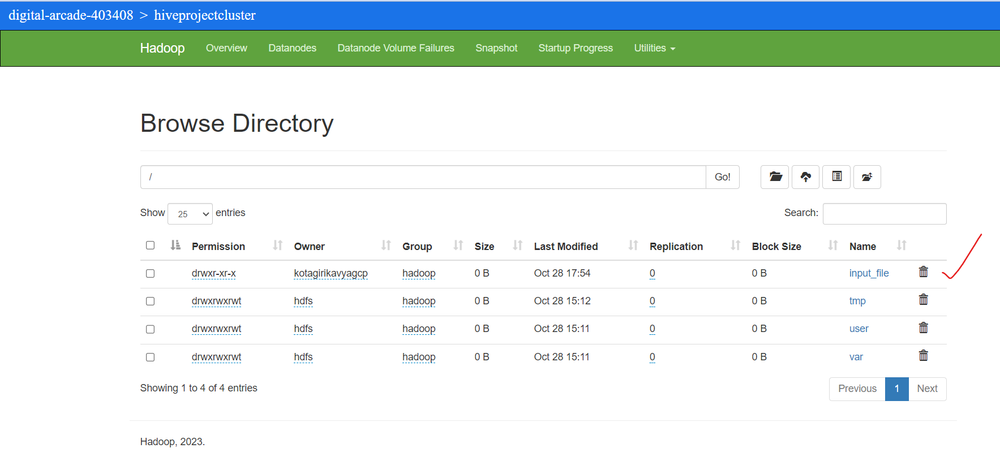 digital-arcade-403408 > hiveprojectcluster
Hadoop Overview Datanodes Datanode Volume Failures Snapshot Startup Progress Utilities
Browse Directory
/ Go!
Show 25 entries Search:
Permission Owner Group Size Last Modified Replication Block Size Name
drwxr-xr-x kotagirikavyagcp hadoop 0 B Oct 28 17:54 0 0 B input_file
drwxrwxrwt hdfs hadoop 0 B Oct 28 15:12 0 0 B tmp
drwxrwxrwt hdfs hadoop 0 B Oct 28 15:11 0 0 B user
drwxrwxrwt hdfs hadoop 0 B Oct 28 15:11 0 0 B var
Showing 1 to 4 of 4 entries Previous 1 Next
Hadoop, 2023.